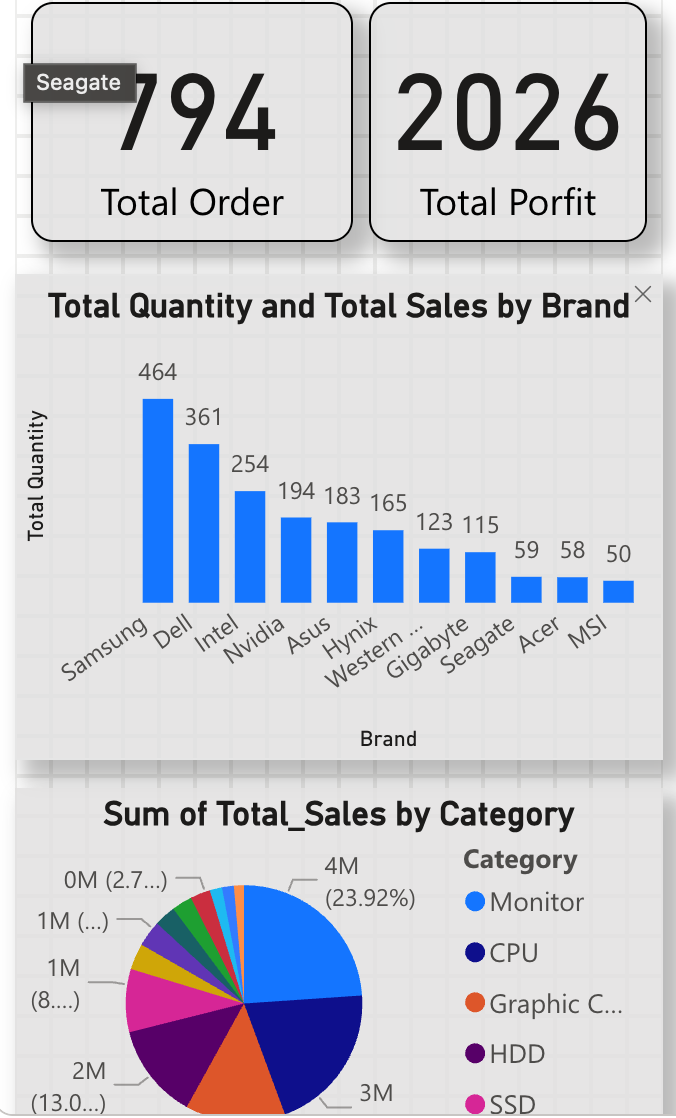 Seagate
794
Total Order
2026
Total Porfit
Total Quantity and Total Sales by Brand
Total Quantity
464
361
254
194
183
165
123
115
59
58
50
Samsung
Dell
Intel
Nvidia
Asus
Hynix
Western ...
Gigabyte
Seagate
Acer
MSI
Brand
Sum of Total_Sales by Category
0M (2.7...)
1M (...)
1M
(8....)
2M
(13.0...)
4M
(23.92%)
3M
Category
Monitor
CPU
Graphic C...
HDD
SSD